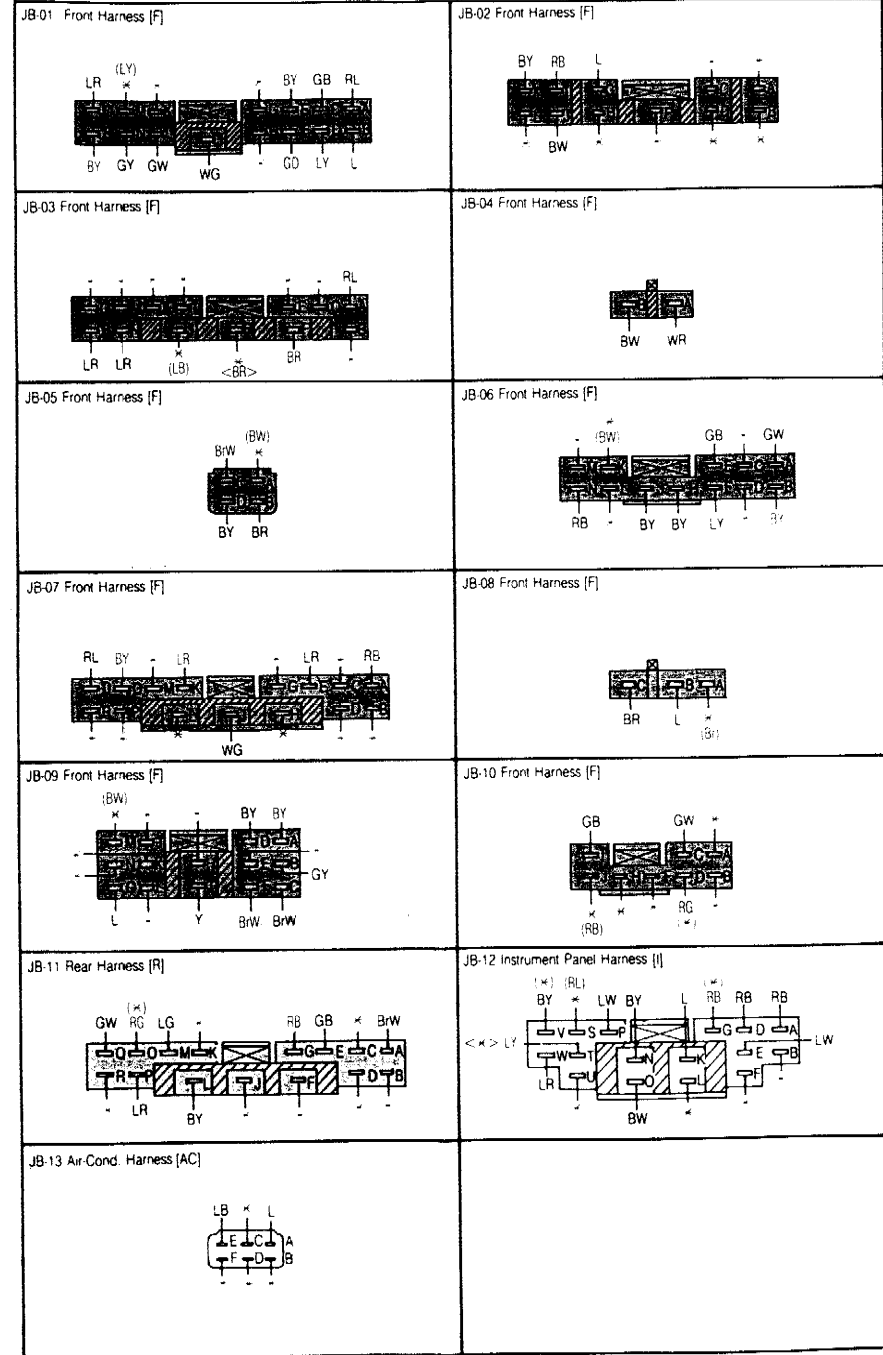 JB-01 Front Harness [F]
(LY)
LR * - - BY GB RL
BY GY GW WG - GD LY L
JB-02 Front Harness [F]
BY RB L - -
* BW * - * *
JB-03 Front Harness [F]
- - - - - - RL
LR LR * * BR -
(LB) <BR>
JB-04 Front Harness [F]
BW WR
JB-05 Front Harness [F]
(BW)
BrW *
BY BR
JB-06 Front Harness [F]
*
- (BW) GB - GW
RB - BY BY LY - BY
JB-07 Front Harness [F]
RL BY - LR - LR - RB
- - * WG * - -
JB-08 Front Harness [F]
C B A
BR L *
(Br)
JB-09 Front Harness [F]
(BW)
* - - BY BY
D A
- -
- GY
L - Y BrW BrW
JB-10 Front Harness [F]
GB GW *
C A
D B
* * - RG -
(RB) (*)
JB-11 Rear Harness [R]
(*)
GW RG LG - RB GB * BrW
Q O M K G E C A
R P L J F D B
- LR BY - - - -
JB-12 Instrument Panel Harness [I]
(*) (RL) (*)
BY * LW BY L RB RB RB
V S P G D A
<*> LY LW
W T N K E B
U O L F
LR - BW * - -
JB-13 Air-Cond. Harness [AC]
LB * L
E C A
F D B
- - -